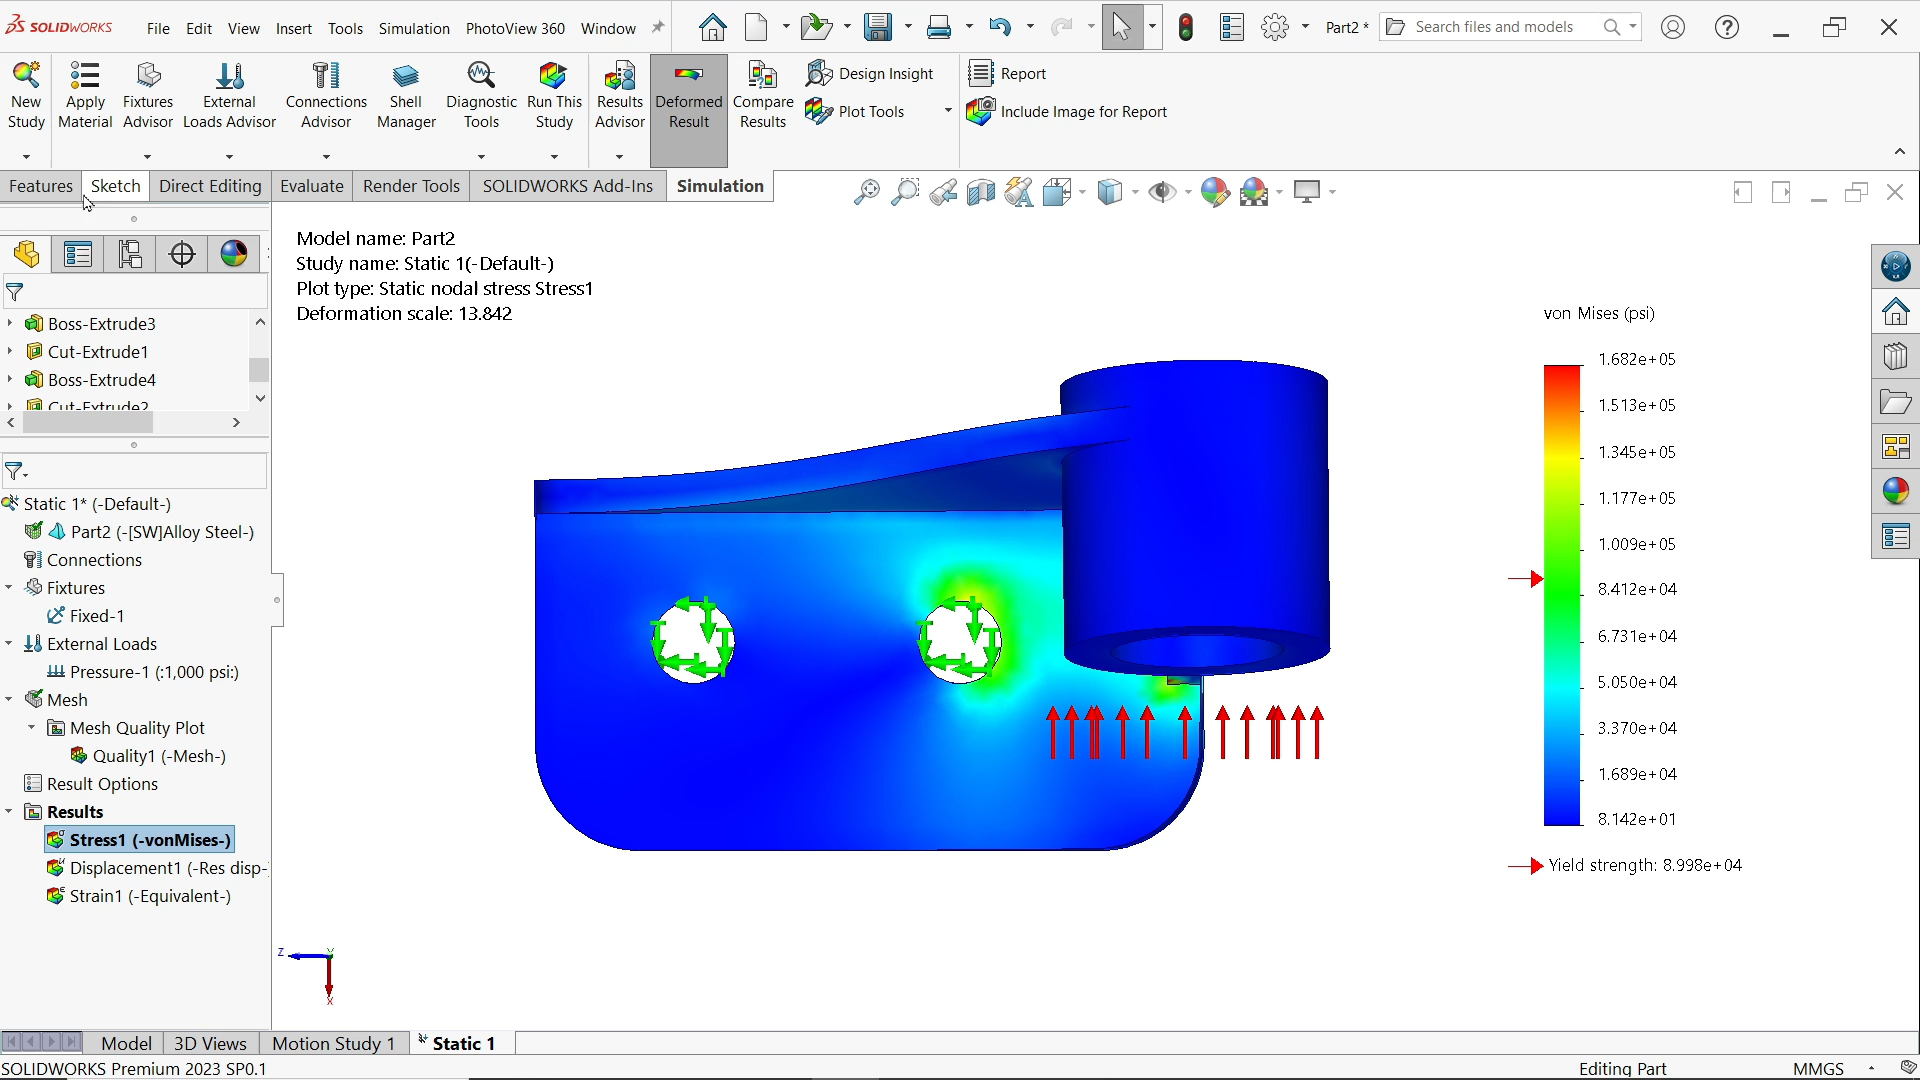 SOLIDWORKS File Edit View Insert Tools Simulation PhotoView 360 Window Part2 * Search files and models
New Study
Apply Material
Fixtures Advisor
External Loads Advisor
Connections Advisor
Shell Manager
Diagnostic Tools
Run This Study
Results Advisor
Deformed Result
Compare Results
Design Insight
Plot Tools
Report
Include Image for Report
Features Sketch Direct Editing Evaluate Render Tools SOLIDWORKS Add-Ins Simulation
Boss-Extrude3
Cut-Extrude1
Boss-Extrude4
Cut-Extrude2
Static 1* (-Default-)
Part2 (-[SW]Alloy Steel-)
Connections
Fixtures
Fixed-1
External Loads
Pressure-1 (:1,000 psi:)
Mesh
Mesh Quality Plot
Quality1 (-Mesh-)
Result Options
Results
Stress1 (-vonMises-)
Displacement1 (-Res disp-
Strain1 (-Equivalent-)
Model name: Part2
Study name: Static 1(-Default-)
Plot type: Static nodal stress Stress1
Deformation scale: 13.842
von Mises (psi)
1.682e+05
1.513e+05
1.345e+05
1.177e+05
1.009e+05
8.412e+04
6.731e+04
5.050e+04
3.370e+04
1.689e+04
8.142e+01
Yield strength: 8.998e+04
Z
Y
X
Model 3D Views Motion Study 1 Static 1
SOLIDWORKS Premium 2023 SP0.1 Editing Part MMGS